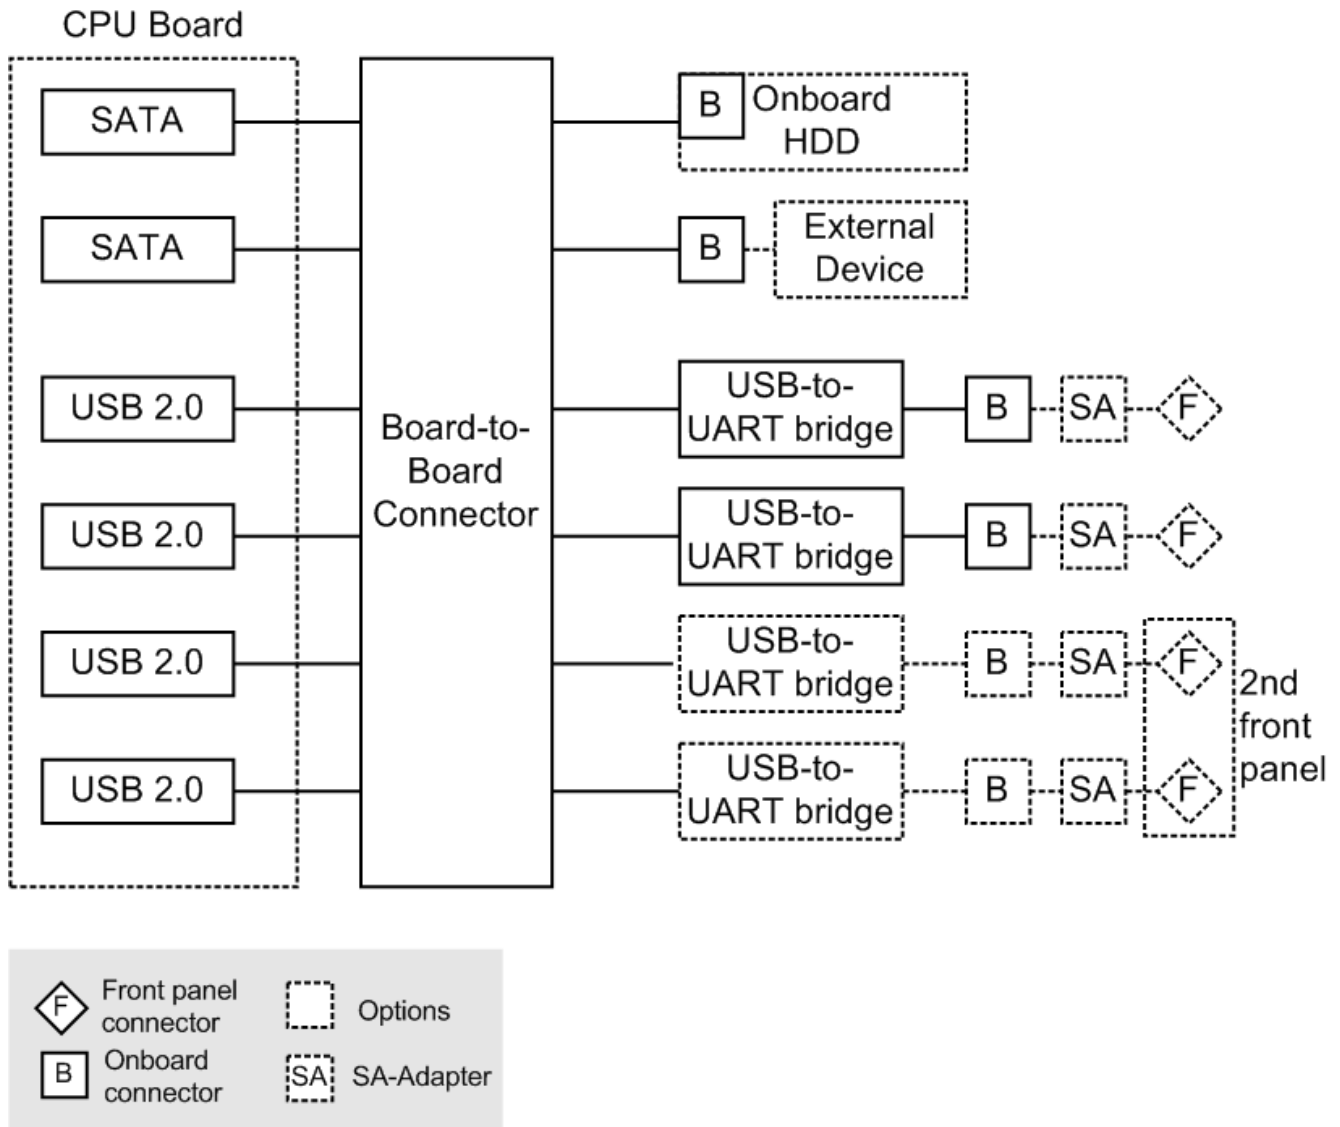 CPU Board
SATA
B
Onboard
HDD
SATA
B
External
Device
Board-to-
Board
Connector
USB 2.0
USB-to-
UART bridge
B
SA
F
USB 2.0
USB-to-
UART bridge
B
SA
F
USB 2.0
USB-to-
UART bridge
B
SA
F
USB 2.0
USB-to-
UART bridge
B
SA
F
2nd
front
panel
F
Front panel
connector
Options
B
Onboard
connector
SA
SA-Adapter